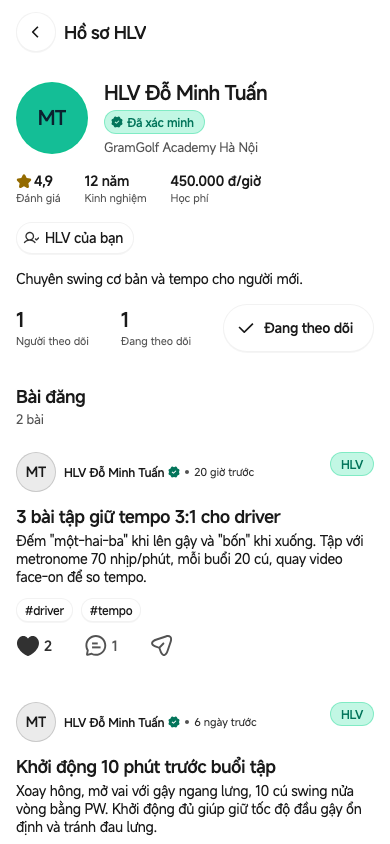 Hồ sơ HLV
MT
HLV Đỗ Minh Tuấn
Đã xác minh
GramGolf Academy Hà Nội
4,9
Đánh giá
12 năm
Kinh nghiệm
450.000 đ/giờ
Học phí
HLV của bạn
Chuyên swing cơ bản và tempo cho người mới.
1
Người theo dõi
1
Đang theo dõi
Đang theo dõi
Bài đăng
2 bài
MT
HLV Đỗ Minh Tuấn • 20 giờ trước
HLV
3 bài tập giữ tempo 3:1 cho driver
Đếm "một-hai-ba" khi lên gậy và "bốn" khi xuống. Tập với
metronome 70 nhịp/phút, mỗi buổi 20 cú, quay video
face-on để so tempo.
#driver
#tempo
2
1
MT
HLV Đỗ Minh Tuấn • 6 ngày trước
HLV
Khởi động 10 phút trước buổi tập
Xoay hông, mở vai với gậy ngang lưng, 10 cú swing nửa
vòng bằng PW. Khởi động đủ giúp giữ tốc độ đầu gậy ổn
định và tránh đau lưng.